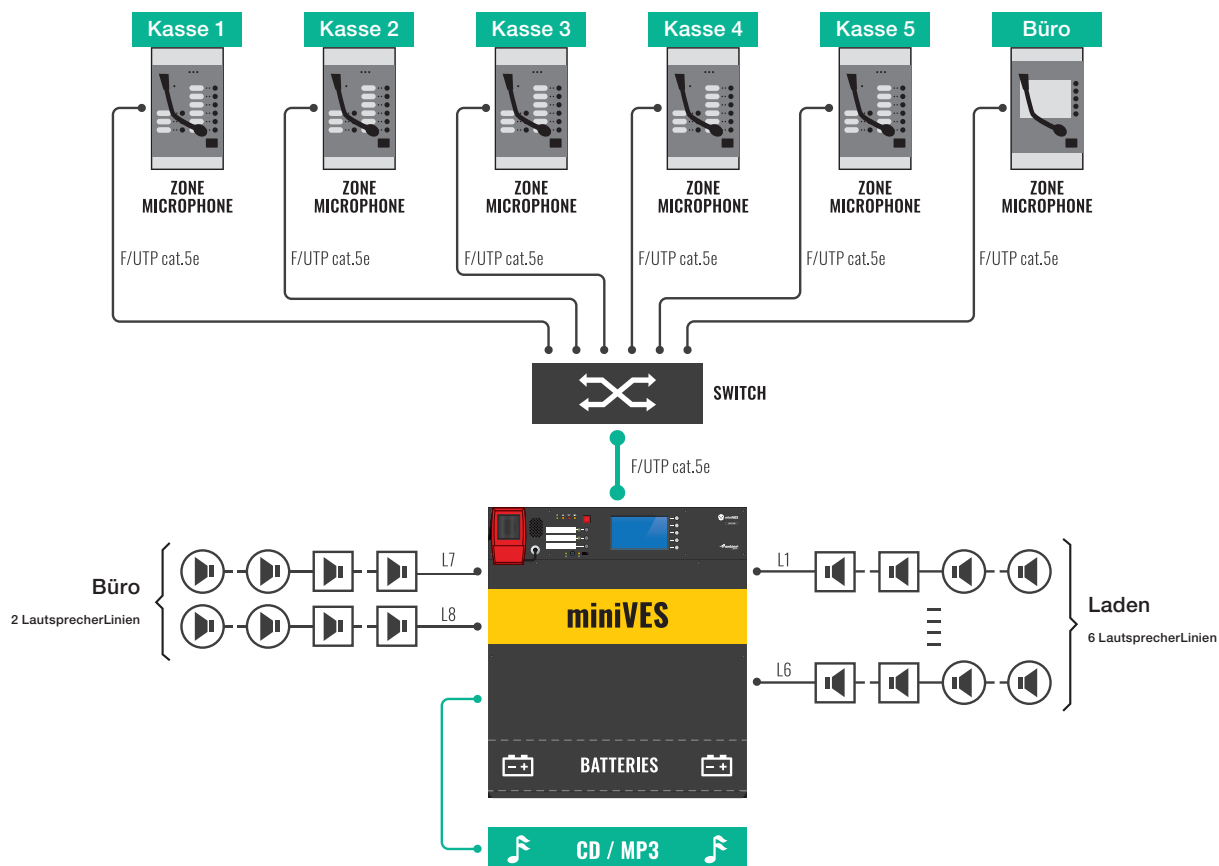 Kasse 1
Kasse 2
Kasse 3
Kasse 4
Kasse 5
Büro
ZONE
MICROPHONE
ZONE
MICROPHONE
ZONE
MICROPHONE
ZONE
MICROPHONE
ZONE
MICROPHONE
ZONE
MICROPHONE
F/UTP cat.5e
F/UTP cat.5e
F/UTP cat.5e
F/UTP cat.5e
F/UTP cat.5e
F/UTP cat.5e
SWITCH
F/UTP cat.5e
miniVES
Büro
2 LautsprecherLinien
L7
L8
miniVES
L1
L6
Laden
6 LautsprecherLinien
BATTERIES
CD / MP3